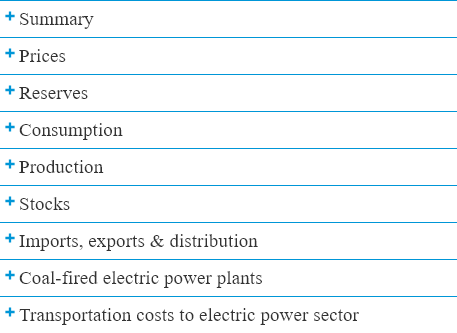 Summary
Prices
Reserves
Consumption
Production
Stocks
Imports, exports & distribution
Coal-fired electric power plants
Transportation costs to electric power sector